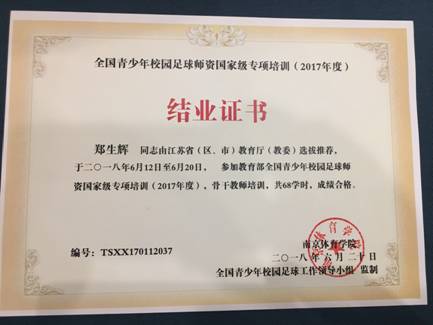 全国青少年校园足球师资国家级专项培训（2017年度）
结业证书
郑生辉 同志由江苏省（区、市）教育厅（教委）选拔推荐，
于二〇一八年6月12日至6月20日， 参加教育部全国青少年校园足球师
资国家级专项培训（2017年度），骨干教师培训，共68学时，成绩合格。
南京体育学院
编号：TSXX170112037
二〇一八年 六月二十日
全国青少年校园足球工作领导小组 监制